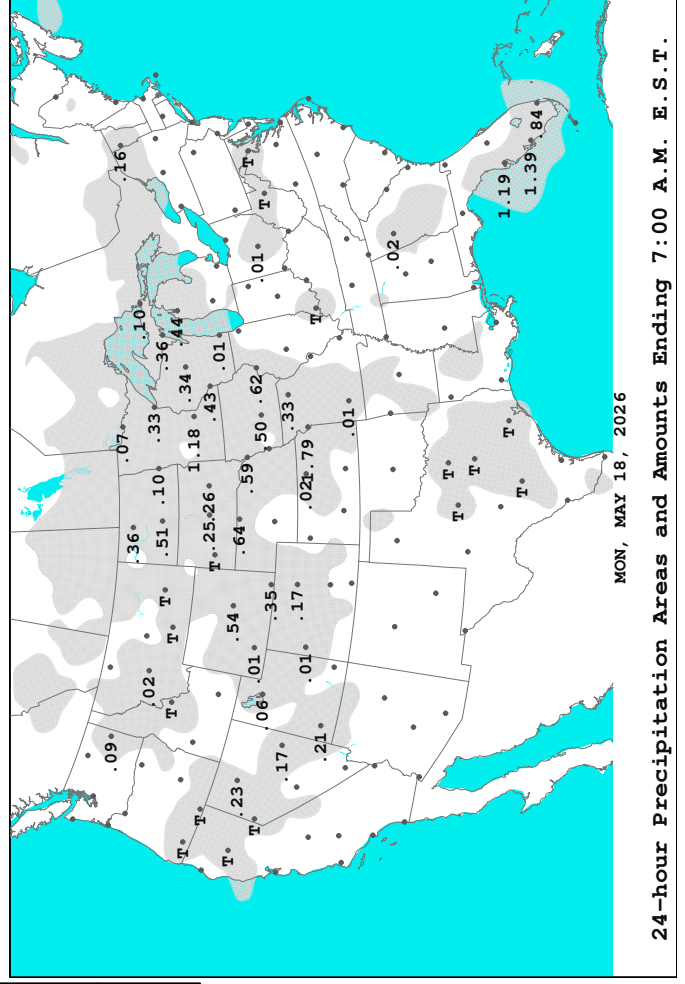 .09
.16
.07
.36
.10
.02
.33
.51
.10
.36
T
T
T
.44
T
.34
1.18
T
.25
.26
.43
T
.01
T
.54
.23
.64
.59
T
T
.01
.62
.01
.50
.06
T
.35
.17
.33
.17
.01
.02
1.79
T
.21
.01
.02
T
T
T
1.19
T
T
1.39
.84
MON, MAY 18, 2026
24-hour Precipitation Areas and Amounts Ending 7:00 A.M. E.S.T.